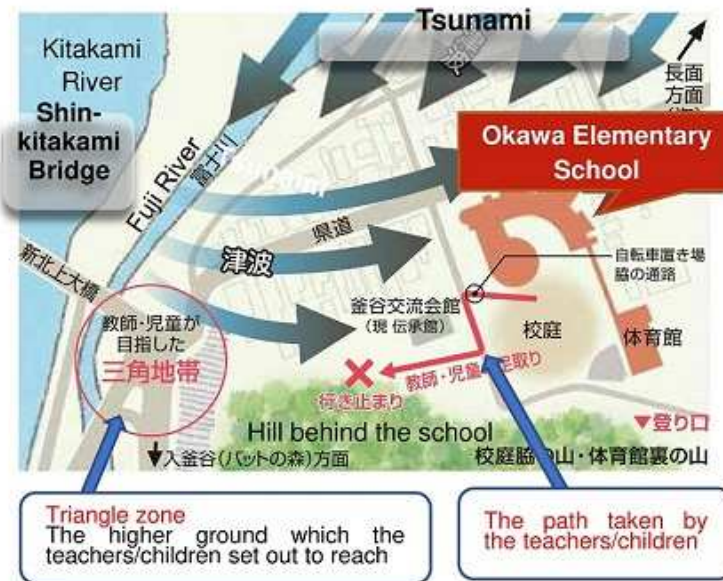 Tsunami
Kitakami
River
Shin-
kitakami
Bridge
長面
方面
Okawa Elementary
School
Fuji River
富士川
県道
津波
新北上大橋
自転車置き場
脇の通路
釜谷交流会館
(現 伝承館)
校庭
体育館
教師・児童が
目指した
三角地帯
教師・児童
足取り
行き止まり
Hill behind the school
▼登り口
入釜谷(バットの森)方面
校庭脇の山・体育館裏の山
Triangle zone
The higher ground which the
teachers/children set out to reach
The path taken by
the teachers/children